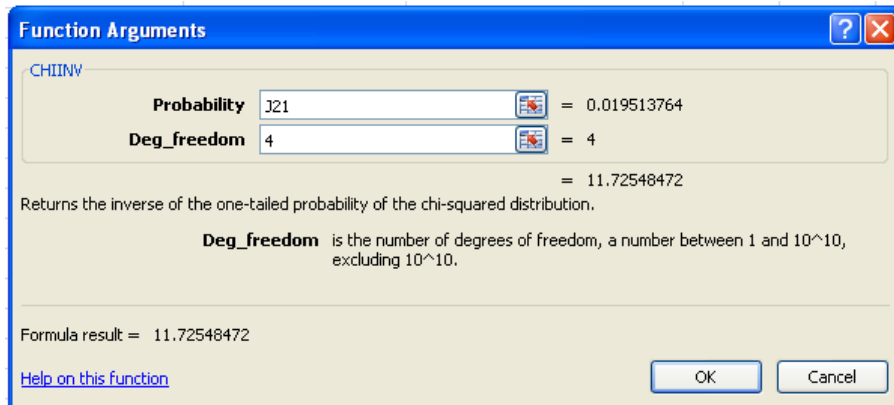 Function Arguments
CHIINV
Probability J21 = 0.019513764
Deg_freedom 4 = 4
= 11.72548472
Returns the inverse of the one-tailed probability of the chi-squared distribution.
Deg_freedom is the number of degrees of freedom, a number between 1 and 10^10,
excluding 10^10.
Formula result = 11.72548472
Help on this function OK Cancel